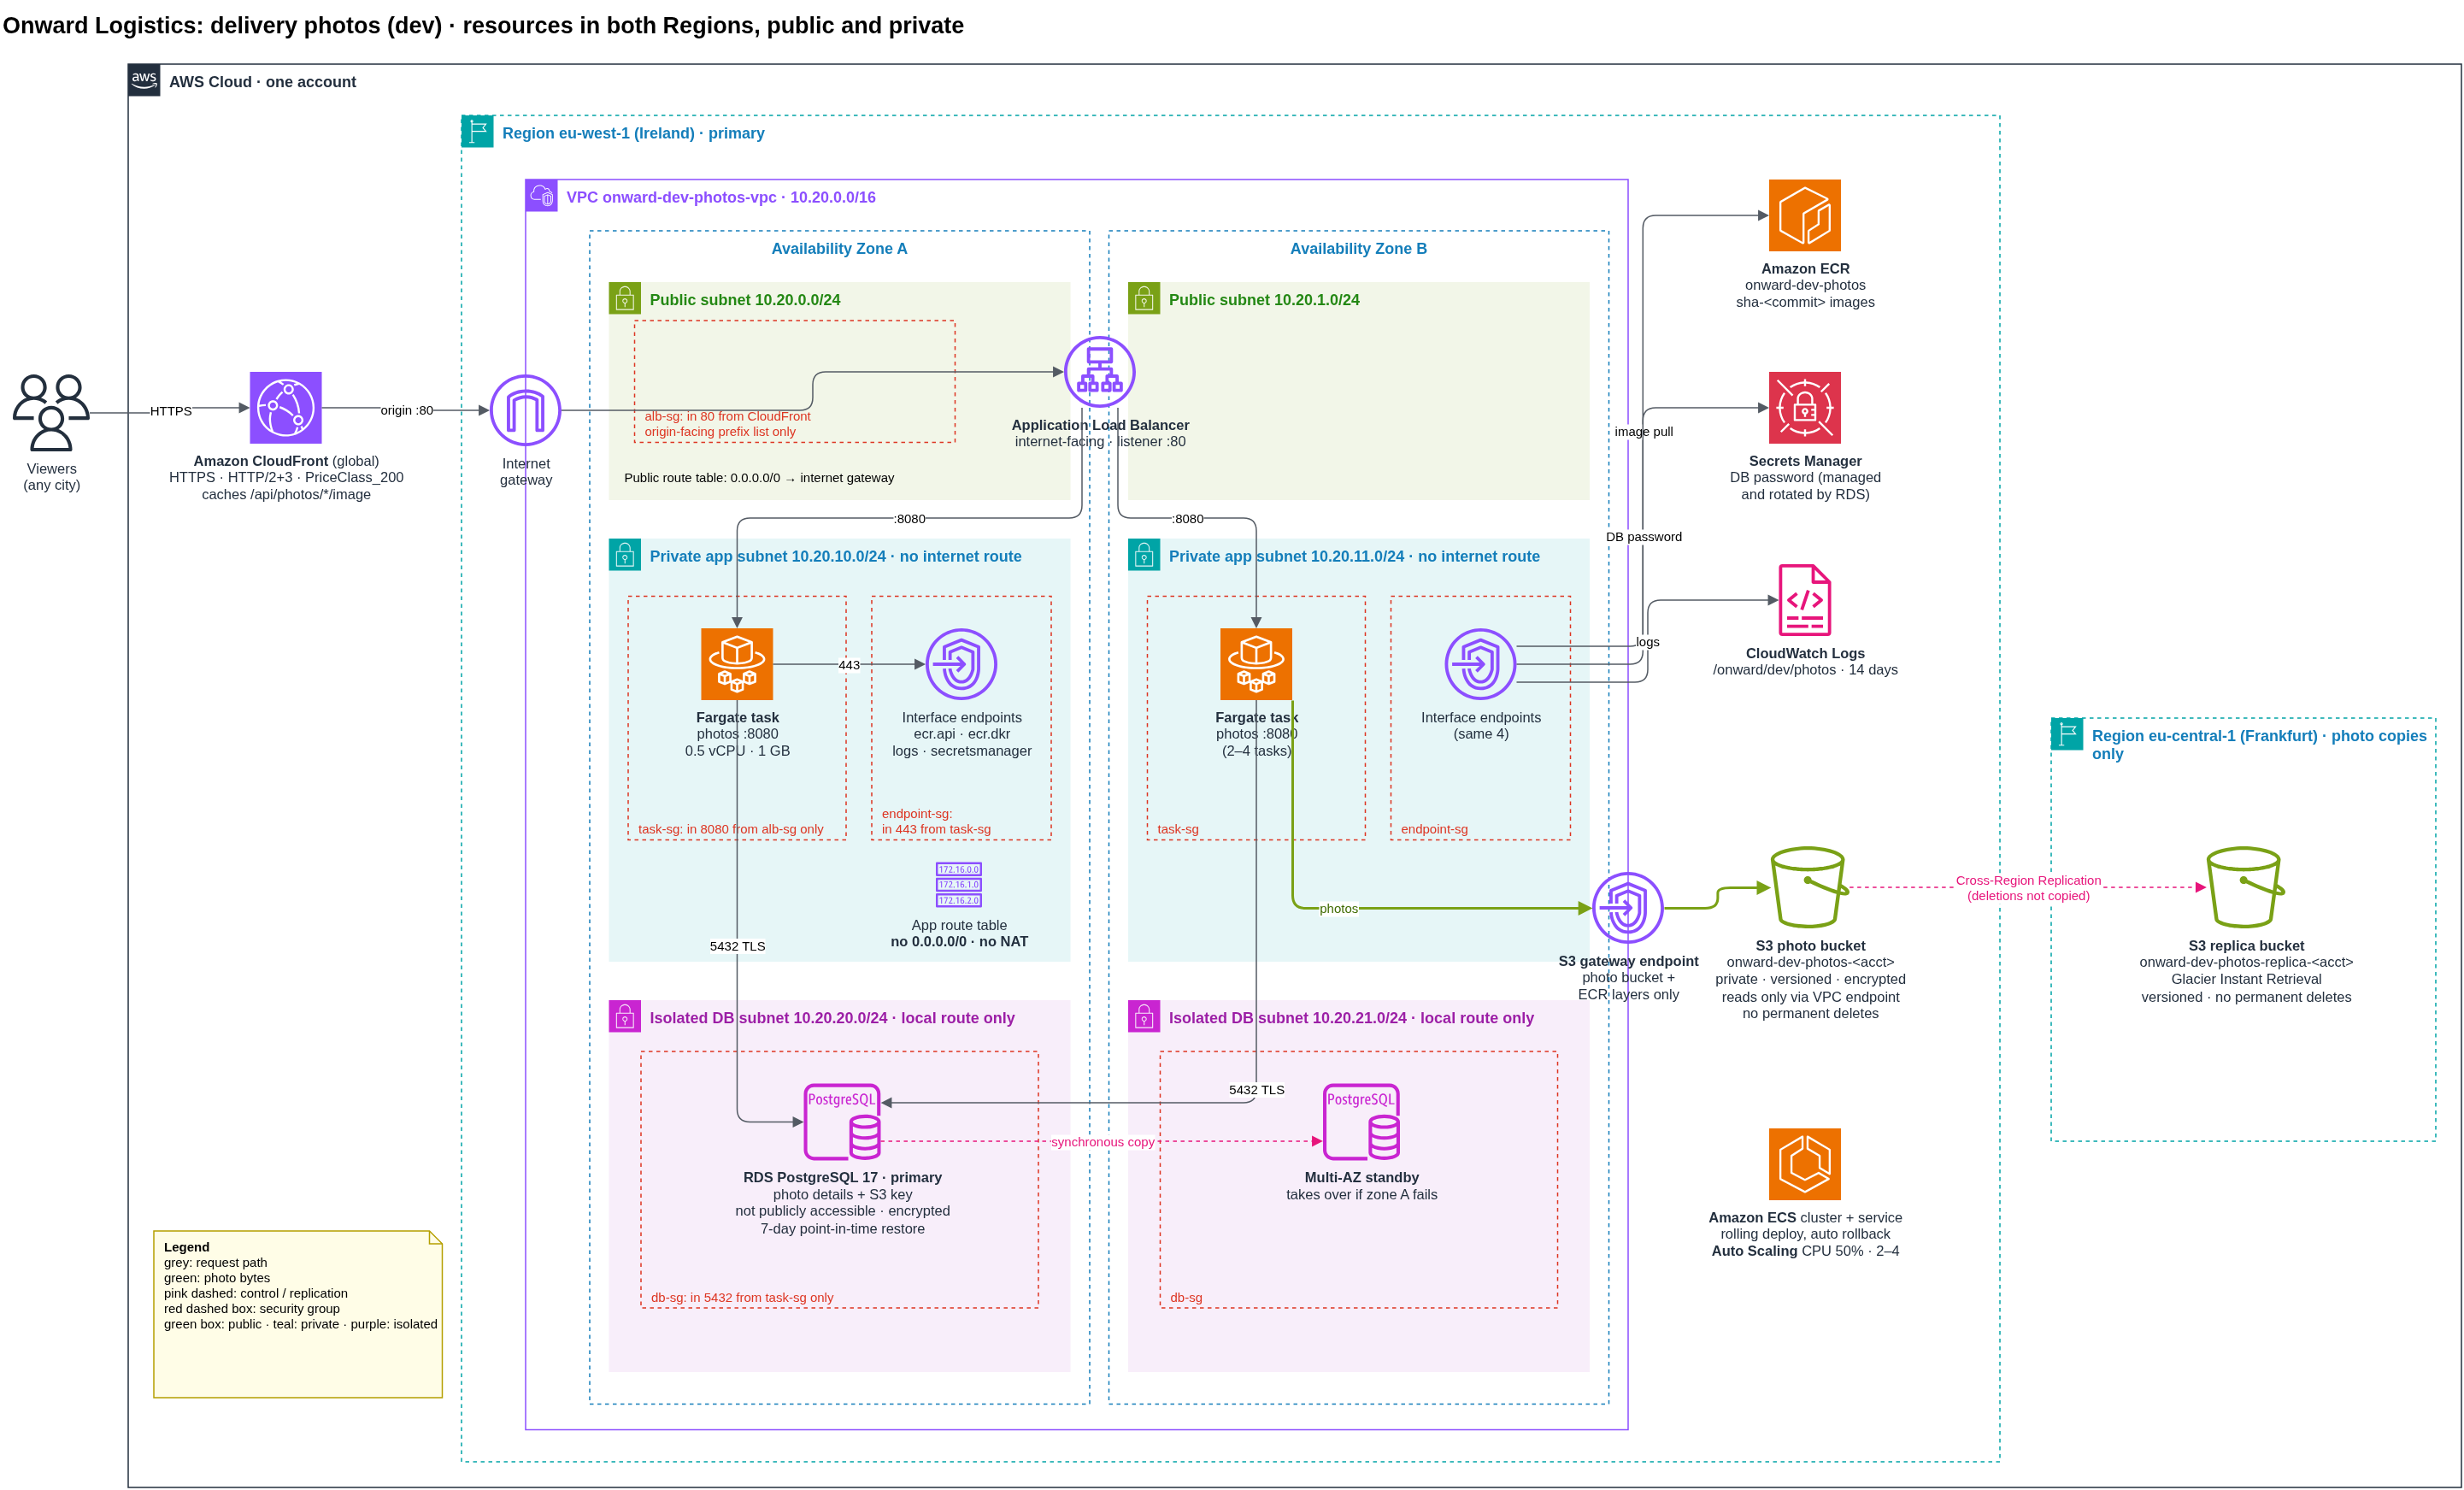 Onward Logistics: delivery photos (dev) · resources in both Regions, public and private
aws
AWS Cloud · one account
Region eu-west-1 (Ireland) · primary
VPC onward-dev-photos-vpc · 10.20.0.0/16
Availability Zone A
Availability Zone B
Public subnet 10.20.0.0/24
Public subnet 10.20.1.0/24
alb-sg: in 80 from CloudFront
origin-facing prefix list only
Public route table: 0.0.0.0/0 → internet gateway
Application Load Balancer
internet-facing · listener :80
Viewers
(any city)
HTTPS
Amazon CloudFront (global)
HTTPS · HTTP/2+3 · PriceClass_200
caches /api/photos/*/image
origin :80
Internet
gateway
:8080
:8080
Private app subnet 10.20.10.0/24 · no internet route
Private app subnet 10.20.11.0/24 · no internet route
Fargate task
photos :8080
0.5 vCPU · 1 GB
task-sg: in 8080 from alb-sg only
443
Interface endpoints
ecr.api · ecr.dkr
logs · secretsmanager
endpoint-sg:
in 443 from task-sg
172.16.0.0
172.16.1.0
172.16.2.0
App route table
no 0.0.0.0/0 · no NAT
Fargate task
photos :8080
(2–4 tasks)
task-sg
Interface endpoints
(same 4)
endpoint-sg
photos
S3 gateway endpoint
photo bucket +
ECR layers only
5432 TLS
5432 TLS
Isolated DB subnet 10.20.20.0/24 · local route only
Isolated DB subnet 10.20.21.0/24 · local route only
PostgreSQL
RDS PostgreSQL 17 · primary
photo details + S3 key
not publicly accessible · encrypted
7-day point-in-time restore
db-sg: in 5432 from task-sg only
synchronous copy
PostgreSQL
Multi-AZ standby
takes over if zone A fails
db-sg
image pull
DB password
logs
Amazon ECR
onward-dev-photos
sha-<commit> images
Secrets Manager
DB password (managed
and rotated by RDS)
CloudWatch Logs
/onward/dev/photos · 14 days
S3 photo bucket
onward-dev-photos-<acct>
private · versioned · encrypted
reads only via VPC endpoint
no permanent deletes
Amazon ECS cluster + service
rolling deploy, auto rollback
Auto Scaling CPU 50% · 2–4
Cross-Region Replication
(deletions not copied)
Region eu-central-1 (Frankfurt) · photo copies
only
S3 replica bucket
onward-dev-photos-replica-<acct>
Glacier Instant Retrieval
versioned · no permanent deletes
Legend
grey: request path
green: photo bytes
pink dashed: control / replication
red dashed box: security group
green box: public · teal: private · purple: isolated